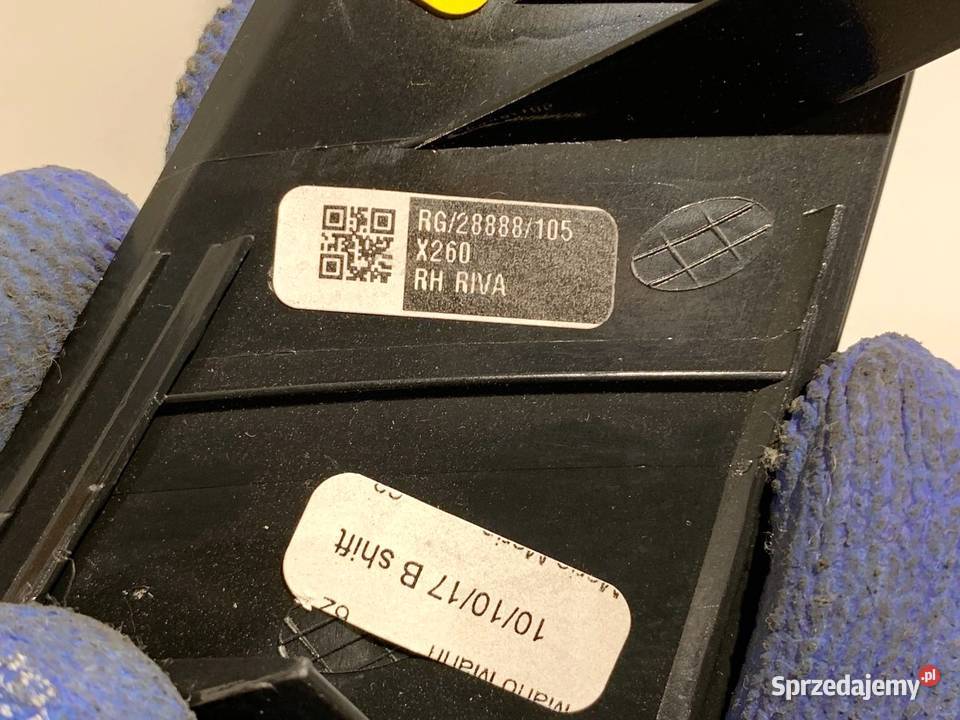 RG/28888/105
X260
RH RIVA
10/10/17 B shift
Sprzedajemy.pl